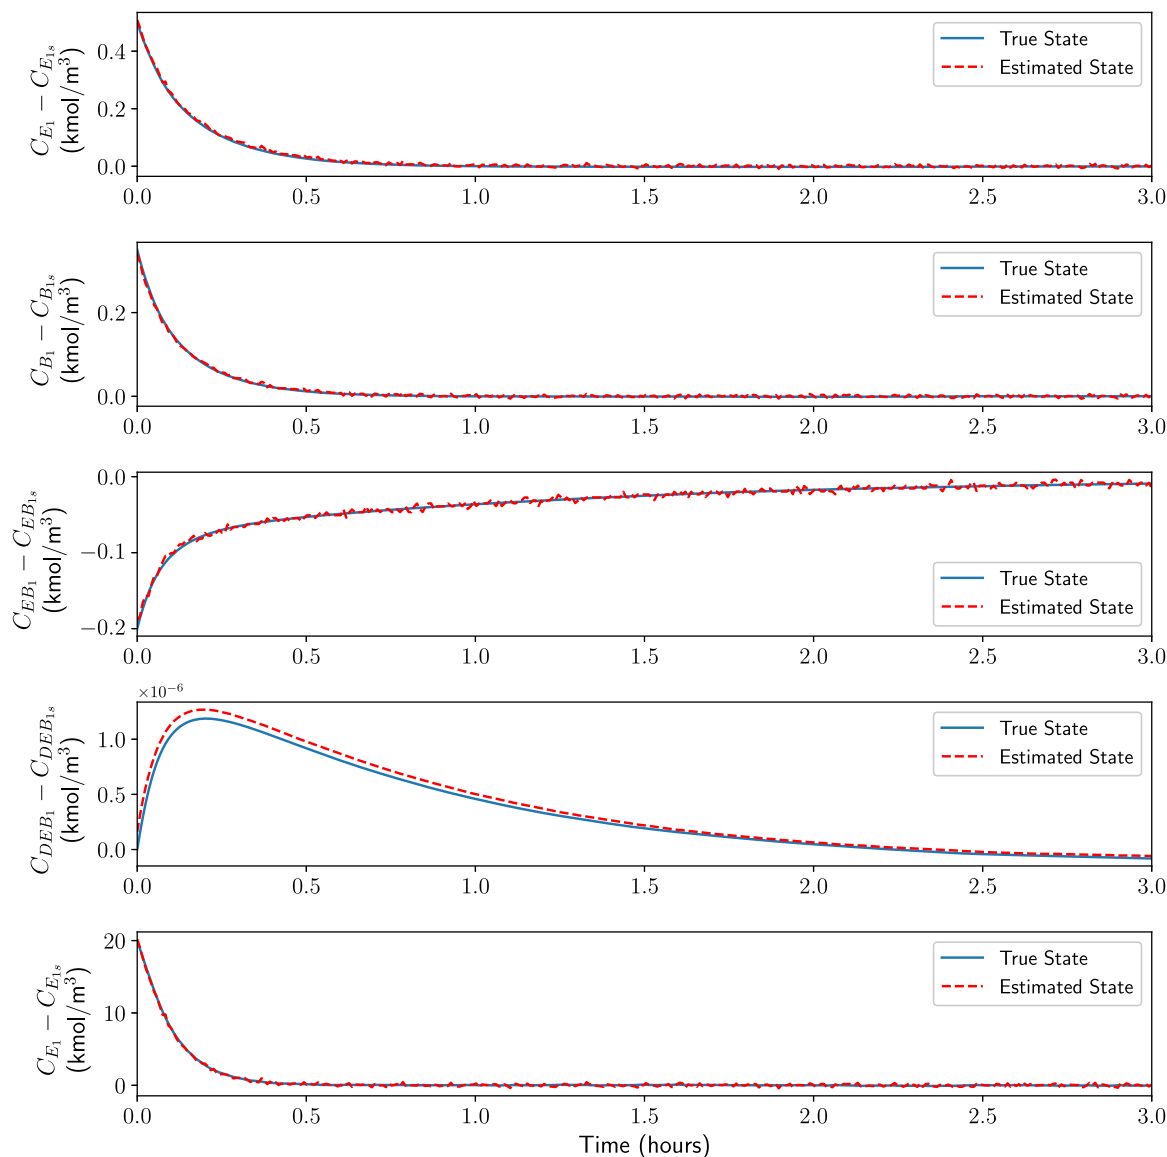 C_{E_1} − C_{E_{1s}}
(kmol/m³)
0.4
0.2
0.0
True State
Estimated State
0.0 0.5 1.0 1.5 2.0 2.5 3.0
C_{B_1} − C_{B_{1s}}
(kmol/m³)
0.2
0.0
True State
Estimated State
0.0 0.5 1.0 1.5 2.0 2.5 3.0
C_{EB_1} − C_{EB_{1s}}
(kmol/m³)
0.0
−0.1
−0.2
True State
Estimated State
0.0 0.5 1.0 1.5 2.0 2.5 3.0
×10⁻⁶
C_{DEB_1} − C_{DEB_{1s}}
(kmol/m³)
1.0
0.5
0.0
True State
Estimated State
0.0 0.5 1.0 1.5 2.0 2.5 3.0
C_{E_1} − C_{E_{1s}}
(kmol/m³)
20
10
0
True State
Estimated State
0.0 0.5 1.0 1.5 2.0 2.5 3.0
Time (hours)